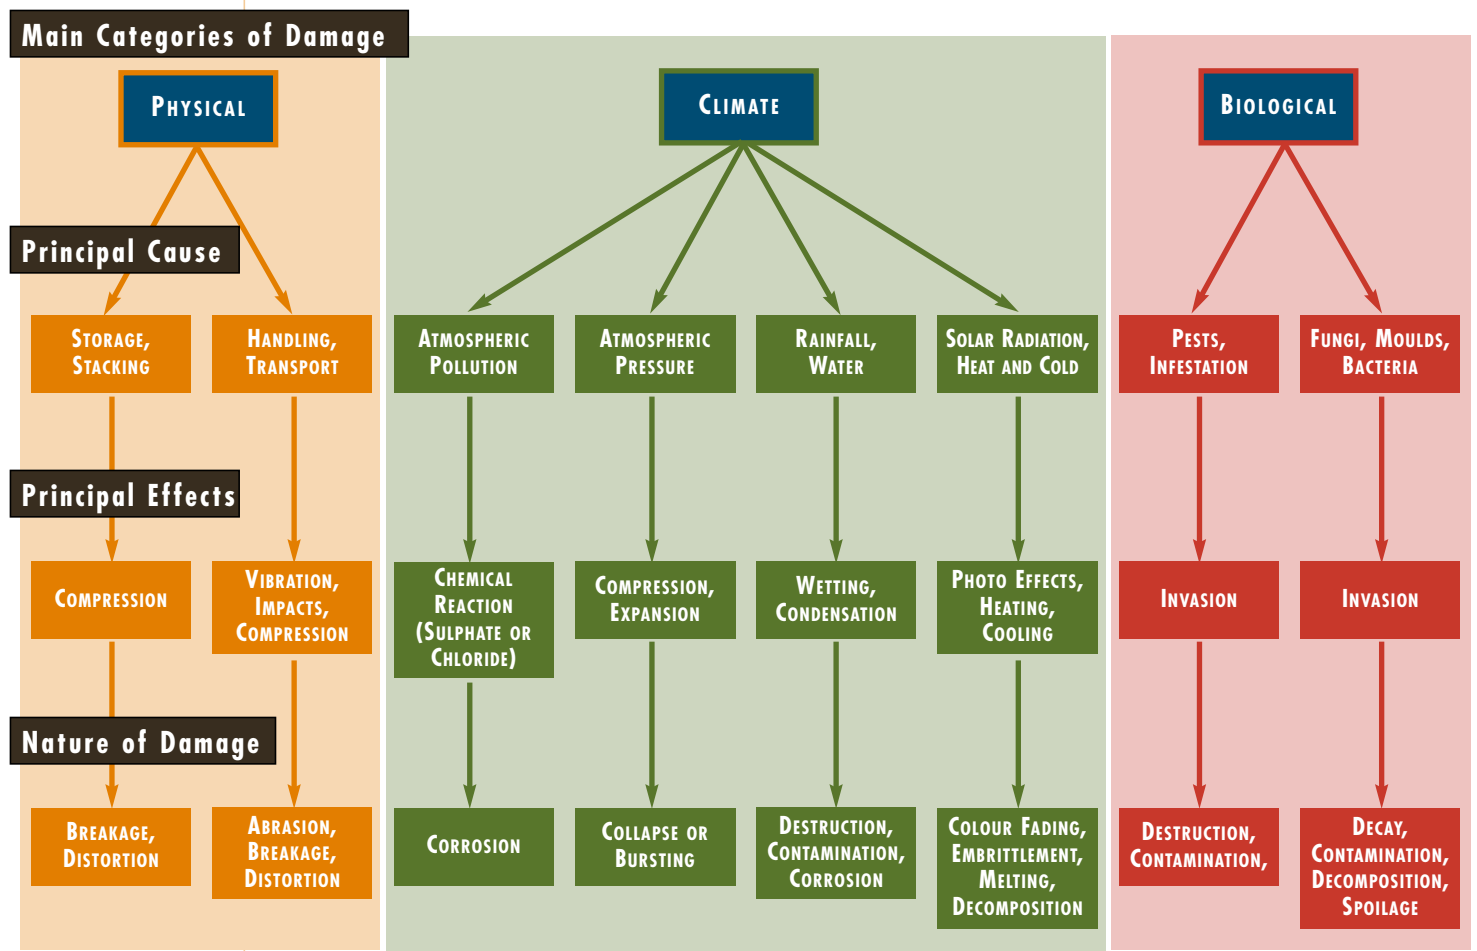 Main Categories of Damage
Physical
Climate
Biological
Principal Cause
Storage,
Stacking
Handling,
Transport
Atmospheric
Pollution
Atmospheric
Pressure
Rainfall,
Water
Solar Radiation,
Heat and Cold
Pests,
Infestation
Fungi, Moulds,
Bacteria
Principal Effects
Compression
Vibration,
Impacts,
Compression
Chemical
Reaction
(Sulphate or
Chloride)
Compression,
Expansion
Wetting,
Condensation
Photo Effects,
Heating,
Cooling
Invasion
Invasion
Nature of Damage
Breakage,
Distortion
Abrasion,
Breakage,
Distortion
Corrosion
Collapse or
Bursting
Destruction,
Contamination,
Corrosion
Colour Fading,
Embrittlement,
Melting,
Decomposition
Destruction,
Contamination,
Decay,
Contamination,
Decomposition,
Spoilage